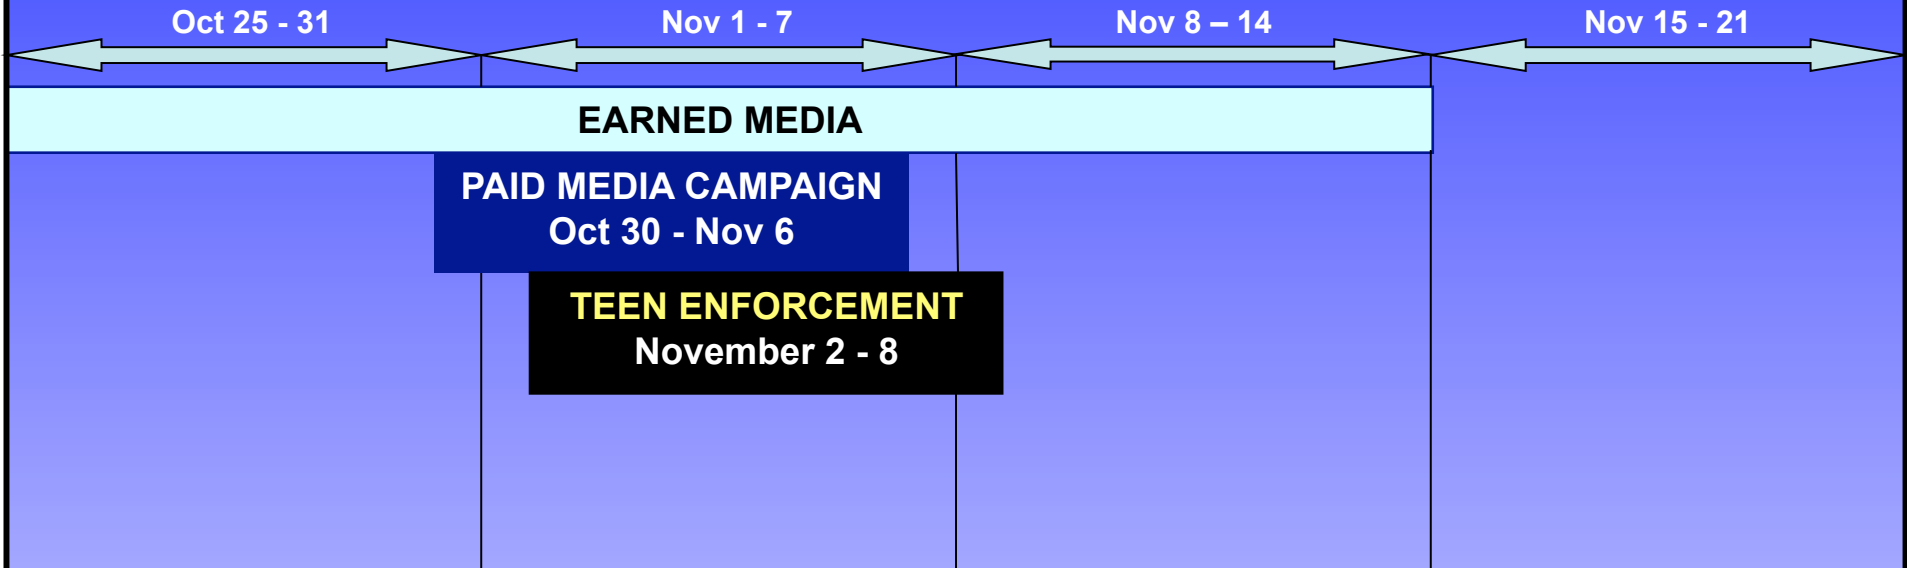 Oct 25 - 31
Nov 1 - 7
Nov 8 – 14
Nov 15 - 21
EARNED MEDIA
PAID MEDIA CAMPAIGN
Oct 30 - Nov 6
TEEN ENFORCEMENT
November 2 - 8